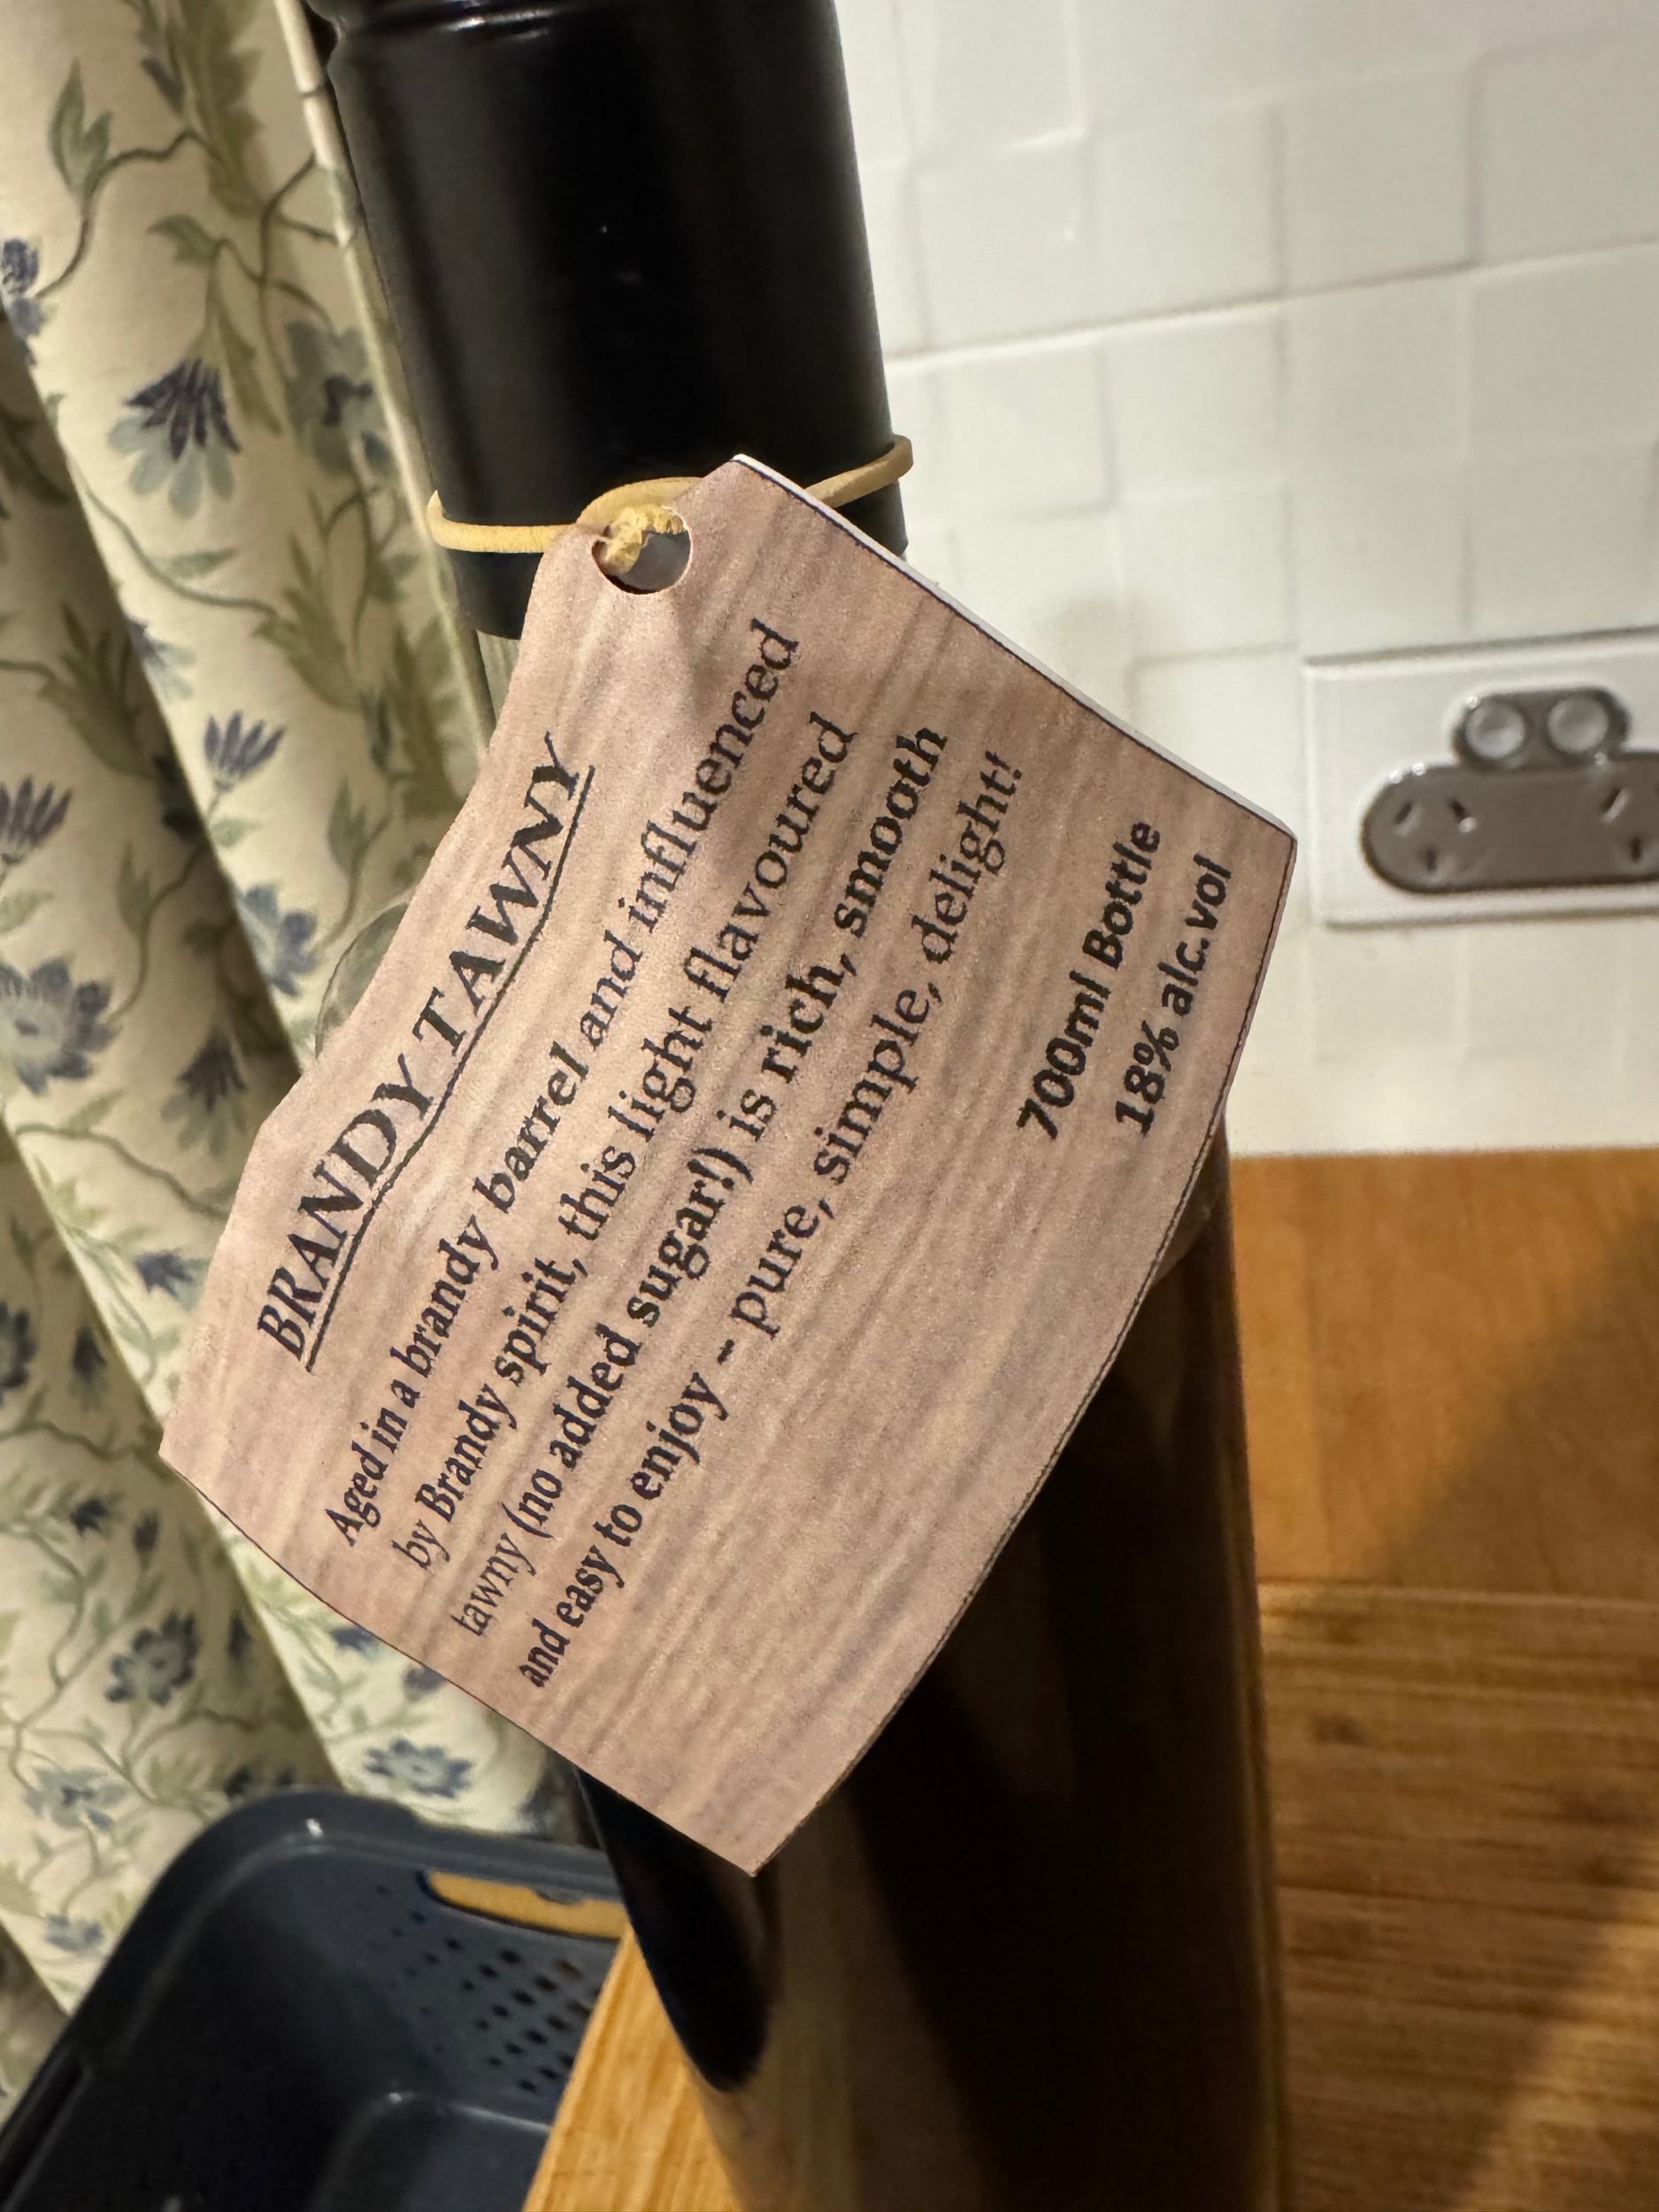 BRANDY TAWNY
Aged in a brandy barrel and influenced
by Brandy spirit, this light flavoured
tawny (no added sugar!) is rich, smooth
and easy to enjoy – pure, simple, delight!
700ml Bottle
18% alc.vol